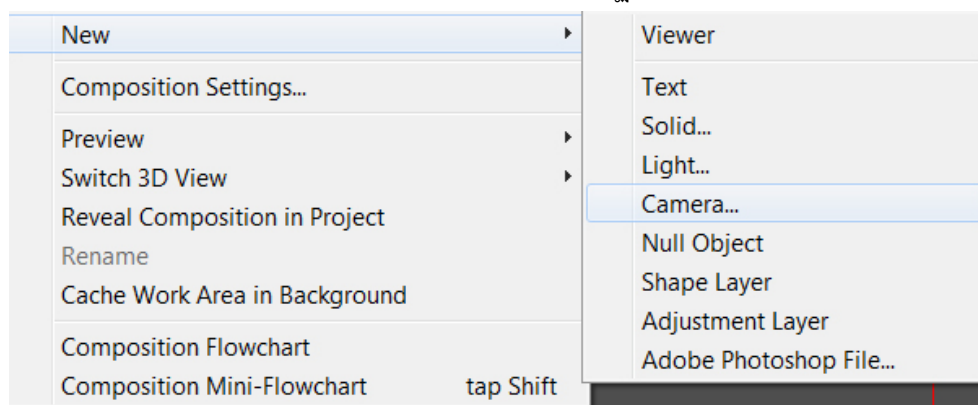 New
Composition Settings...
Preview
Switch 3D View
Reveal Composition in Project
Rename
Cache Work Area in Background
Composition Flowchart
Composition Mini-Flowchart tap Shift
Viewer
Text
Solid...
Light...
Camera...
Null Object
Shape Layer
Adjustment Layer
Adobe Photoshop File...